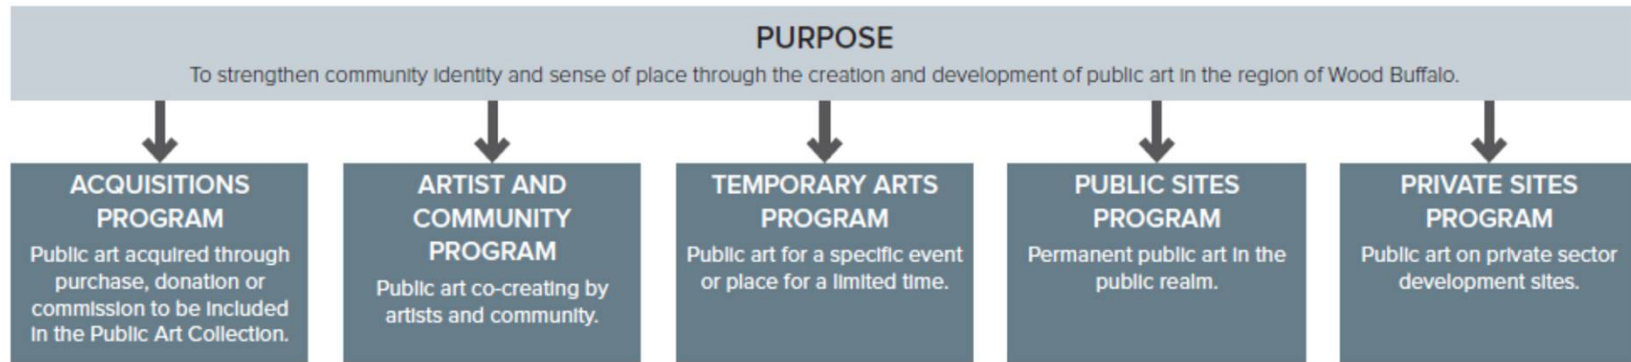 PURPOSE
To strengthen community identity and sense of place through the creation and development of public art in the region of Wood Buffalo.
ACQUISITIONS
PROGRAM
Public art acquired through
purchase, donation or
commission to be included
in the Public Art Collection.
ARTIST AND
COMMUNITY
PROGRAM
Public art co-creating by
artists and community.
TEMPORARY ARTS
PROGRAM
Public art for a specific event
or place for a limited time.
PUBLIC SITES
PROGRAM
Permanent public art in the
public realm.
PRIVATE SITES
PROGRAM
Public art on private sector
development sites.